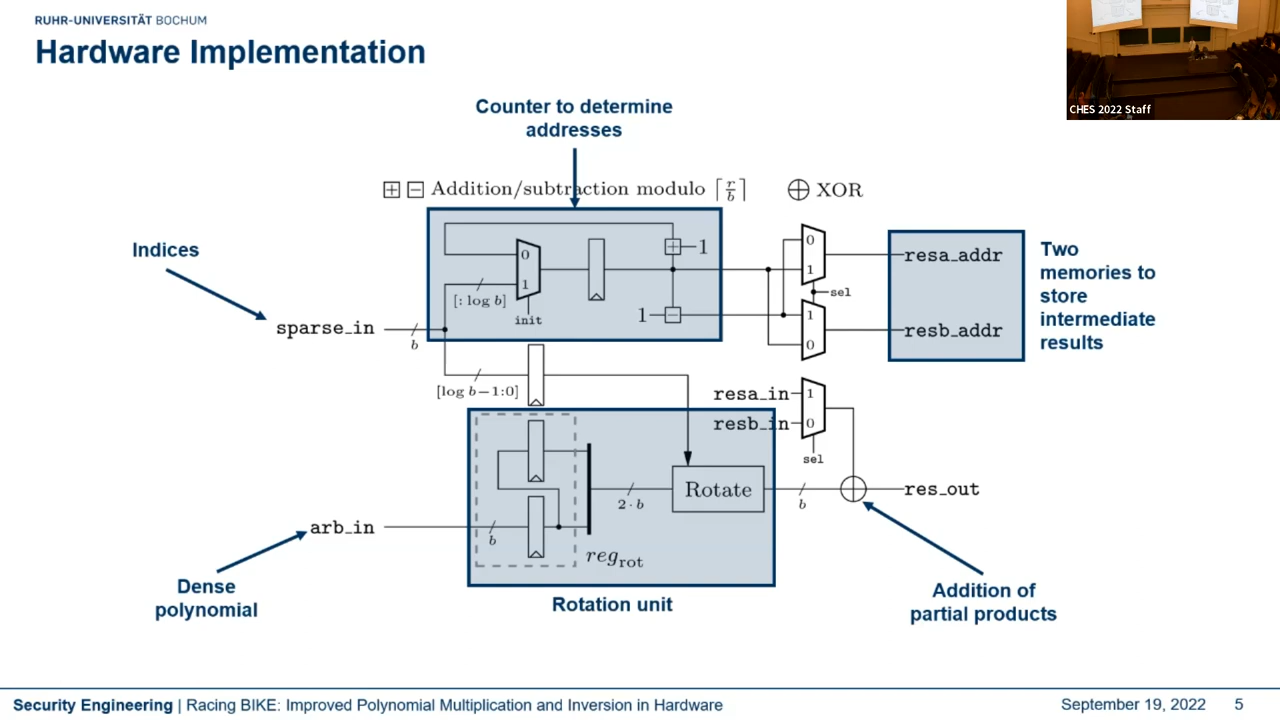 RUHR-UNIVERSITÄT BOCHUM
Hardware Implementation
CHES 2022 Staff
Counter to determine
addresses
⊞ ⊟ Addition/subtraction modulo ⌈r/b⌉ ⊕ XOR
Indices
sparse_in
b
[: log b]
0
1
init
+ 1
1 −
0
1
sel
1
0
resa_addr
resb_addr
Two
memories to
store
intermediate
results
[log b−1:0]
resa_in 1
resb_in 0
sel
Rotate
2·b
b
res_out
arb_in
b
reg_rot
Dense
polynomial
Rotation unit
Addition of
partial products
Security Engineering | Racing BIKE: Improved Polynomial Multiplication and Inversion in Hardware
September 19, 2022 5